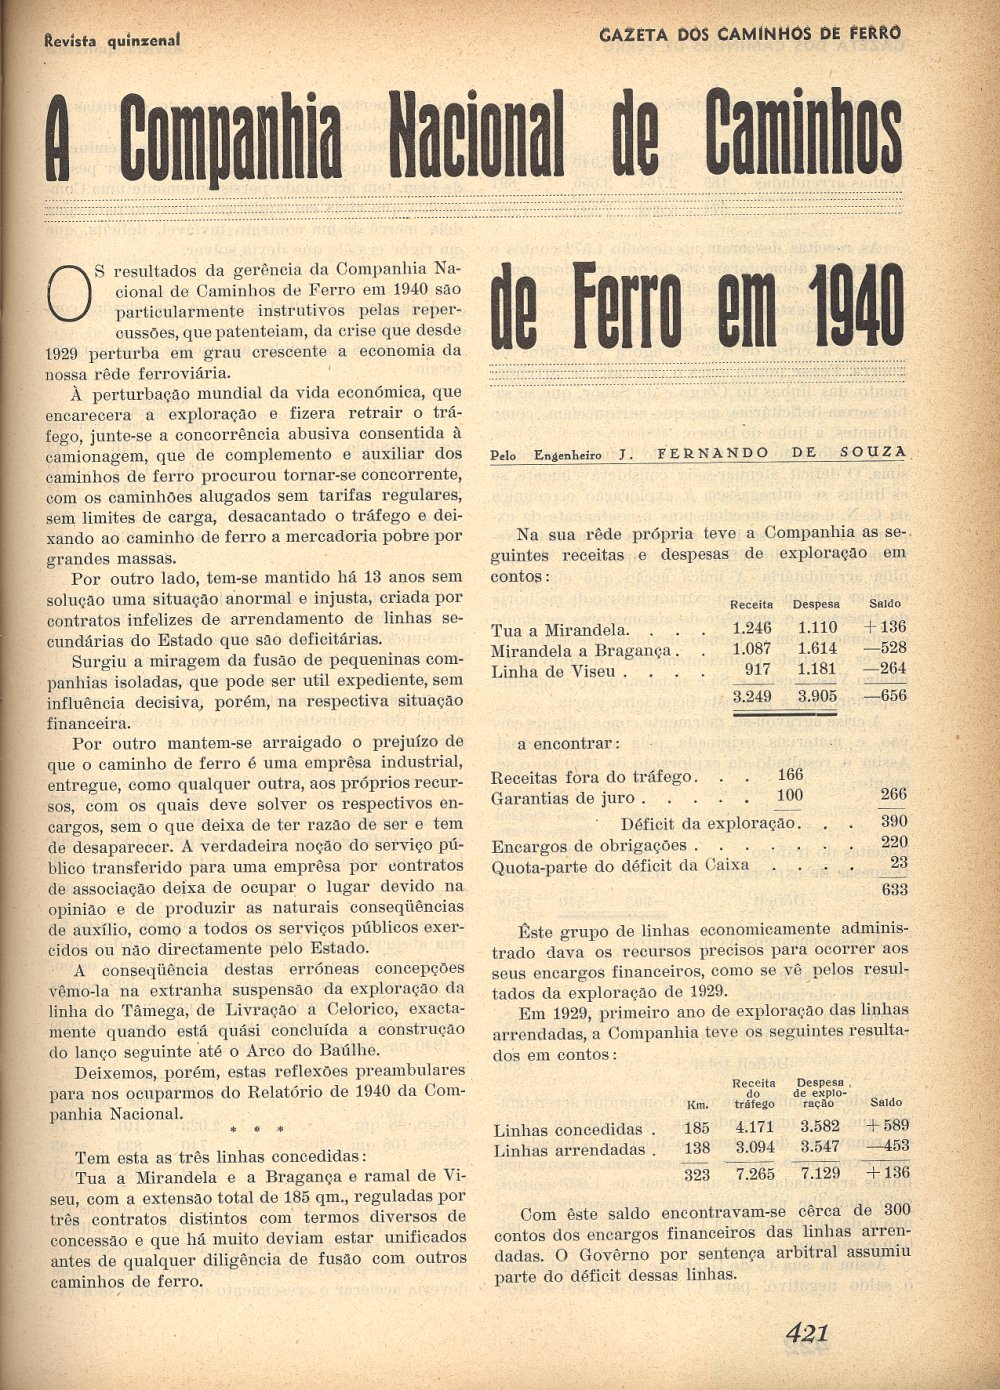 Revista quinzenal
GAZETA DOS CAMINHOS DE FERRO
A Companhia Nacional de Caminhos
de Ferro em 1940
Pelo Engenheiro J. FERNANDO DE SOUZA
OS resultados da gerência da Companhia Na-
cional de Caminhos de Ferro em 1940 são
particularmente instrutivos pelas reper-
cussões, que patenteiam, da crise que desde
1929 perturba em grau crescente a economia da
nossa rêde ferroviária.
À perturbação mundial da vida económica, que
encarecera a exploração e fizera retrair o trá-
fego, junte-se a concorrência abusiva consentida à
camionagem, que de complemento e auxiliar dos
caminhos de ferro procurou tornar-se concorrente,
com os caminhões alugados sem tarifas regulares,
sem limites de carga, desacatando o tráfego e dei-
xando ao caminho de ferro a mercadoria pobre por
grandes massas.
Por outro lado, tem-se mantido há 13 anos sem
solução uma situação anormal e injusta, criada por
contratos infelizes de arrendamento de linhas se-
cundárias do Estado que são deficitárias.
Surgiu a miragem da fusão de pequeninas com-
panhias isoladas, que pode ser util expediente, sem
influência decisiva, porém, na respectiva situação
financeira.
Por outro mantem-se arraigado o prejuízo de
que o caminho de ferro é uma emprêsa industrial,
entregue, como qualquer outra, aos próprios recur-
sos, com os quais deve solver os respectivos en-
cargos, sem o que deixa de ter razão de ser e tem
de desaparecer. A verdadeira noção do serviço pú-
blico transferido para uma emprêsa por contratos
de associação deixa de ocupar o lugar devido na
opinião e de produzir as naturais conseqüências
de auxílio, como a todos os serviços públicos exer-
cidos ou não directamente pelo Estado.
A conseqüência destas erróneas concepções
vêmo-la na extranha suspensão da exploração da
linha do Tâmega, de Livração a Celorico, exacta-
mente quando está quási concluída a construção
do lanço seguinte até o Arco do Baúlhe.
Deixemos, porém, estas reflexões preambulares
para nos ocuparmos do Relatório de 1940 da Com-
panhia Nacional.
* * *
Tem esta as três linhas concedidas:
Tua a Mirandela e a Bragança e ramal de Vi-
seu, com a extensão total de 185 qm., reguladas por
três contratos distintos com termos diversos de
concessão e que há muito deviam estar unificados
antes de qualquer diligência de fusão com outros
caminhos de ferro.
Na sua rêde própria teve a Companhia as se-
guintes receitas e despesas de exploração em
contos:
Receita Despesa Saldo
Tua a Mirandela. . . . 1.246 1.110 +136
Mirandela a Bragança . . 1.087 1.614 —528
Linha de Viseu . . . . 917 1.181 —264
3.249 3.905 —656
a encontrar:
Receitas fora do tráfego. . . 166
Garantias de juro . . . . . 100 266
Déficit da exploração. . . 390
Encargos de obrigações . . . . . . . 220
Quota-parte do déficit da Caixa . . . . 23
633
Êste grupo de linhas economicamente adminis-
trado dava os recursos precisos para ocorrer aos
seus encargos financeiros, como se vê pelos resul-
tados da exploração de 1929.
Em 1929, primeiro ano de exploração das linhas
arrendadas, a Companhia teve os seguintes resulta-
dos em contos:
Km. Receita do tráfego Despesa de explo- ração Saldo
Linhas concedidas . 185 4.171 3.582 +589
Linhas arrendadas . 138 3.094 3.547 —453
323 7.265 7.129 +136
Com êste saldo encontravam-se cêrca de 300
contos dos encargos financeiros das linhas arren-
dadas. O Govêrno por sentença arbitral assumiu
parte do déficit dessas linhas.
421